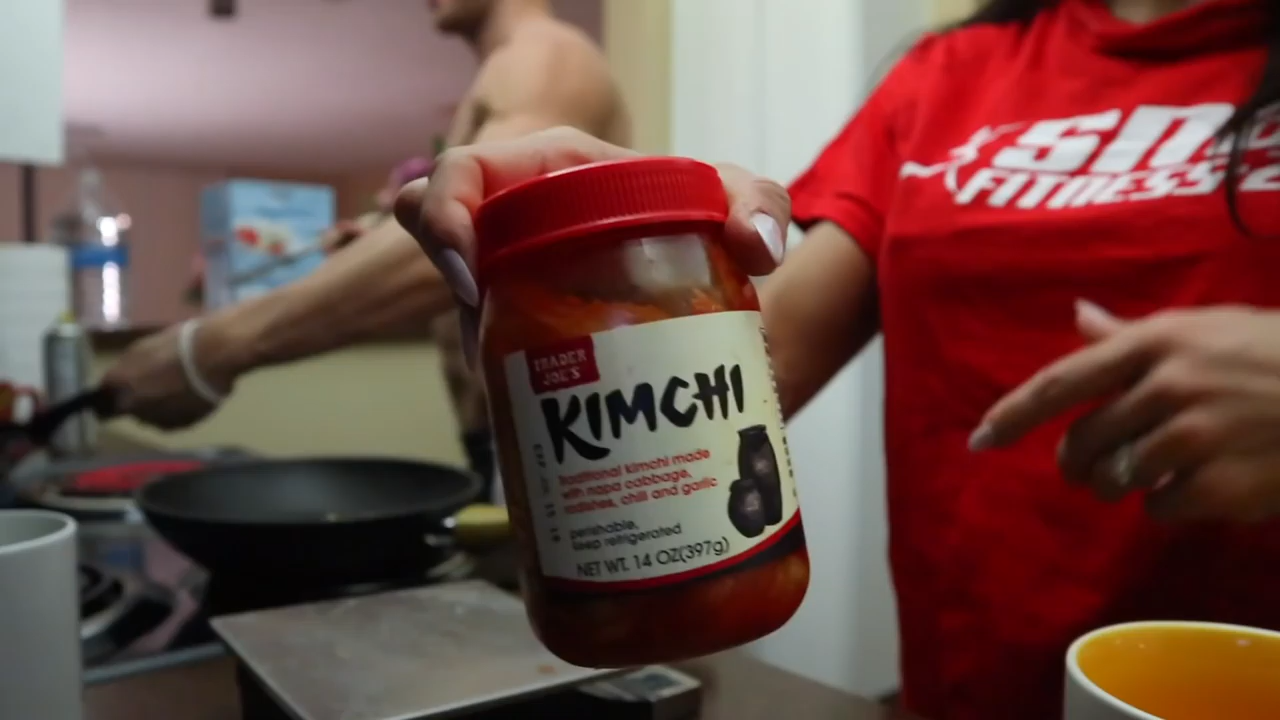 TRADER
JOE'S
KIMCHI
Traditional kimchi made
with napa cabbage,
radishes, chili and garlic
perishable,
keep refrigerated
NET WT. 14 OZ(397g)
FITNESS